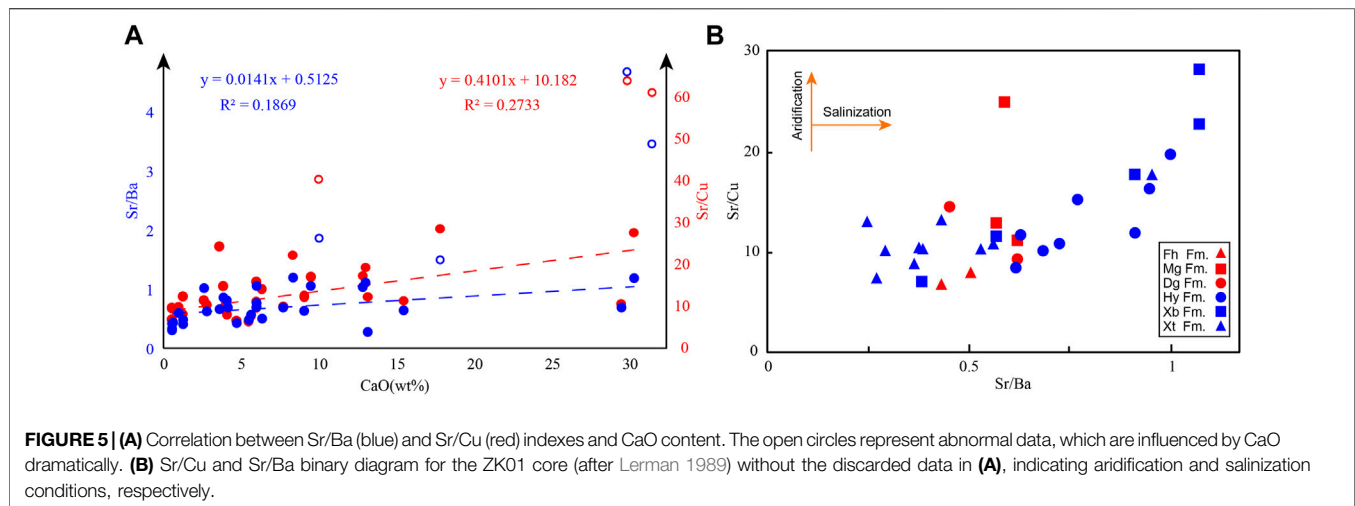 A
y = 0.0141x + 0.5125
R² = 0.1869
y = 0.4101x + 10.182
R² = 0.2733
Sr/Ba
4
3
2
1
0
Sr/Cu
60
50
40
30
20
10
0
0 5 10 15 20 25 30
CaO(wt%)
B
Sr/Cu
30
20
10
0
Aridification
Salinization
Fh Fm.
Mg Fm.
Dg Fm.
Hy Fm.
Xb Fm.
Xt Fm.
0 0.5 1
Sr/Ba
FIGURE 5 | (A) Correlation between Sr/Ba (blue) and Sr/Cu (red) indexes and CaO content. The open circles represent abnormal data, which are influenced by CaO
dramatically. (B) Sr/Cu and Sr/Ba binary diagram for the ZK01 core (after Lerman 1989) without the discarded data in (A), indicating aridification and salinization
conditions, respectively.